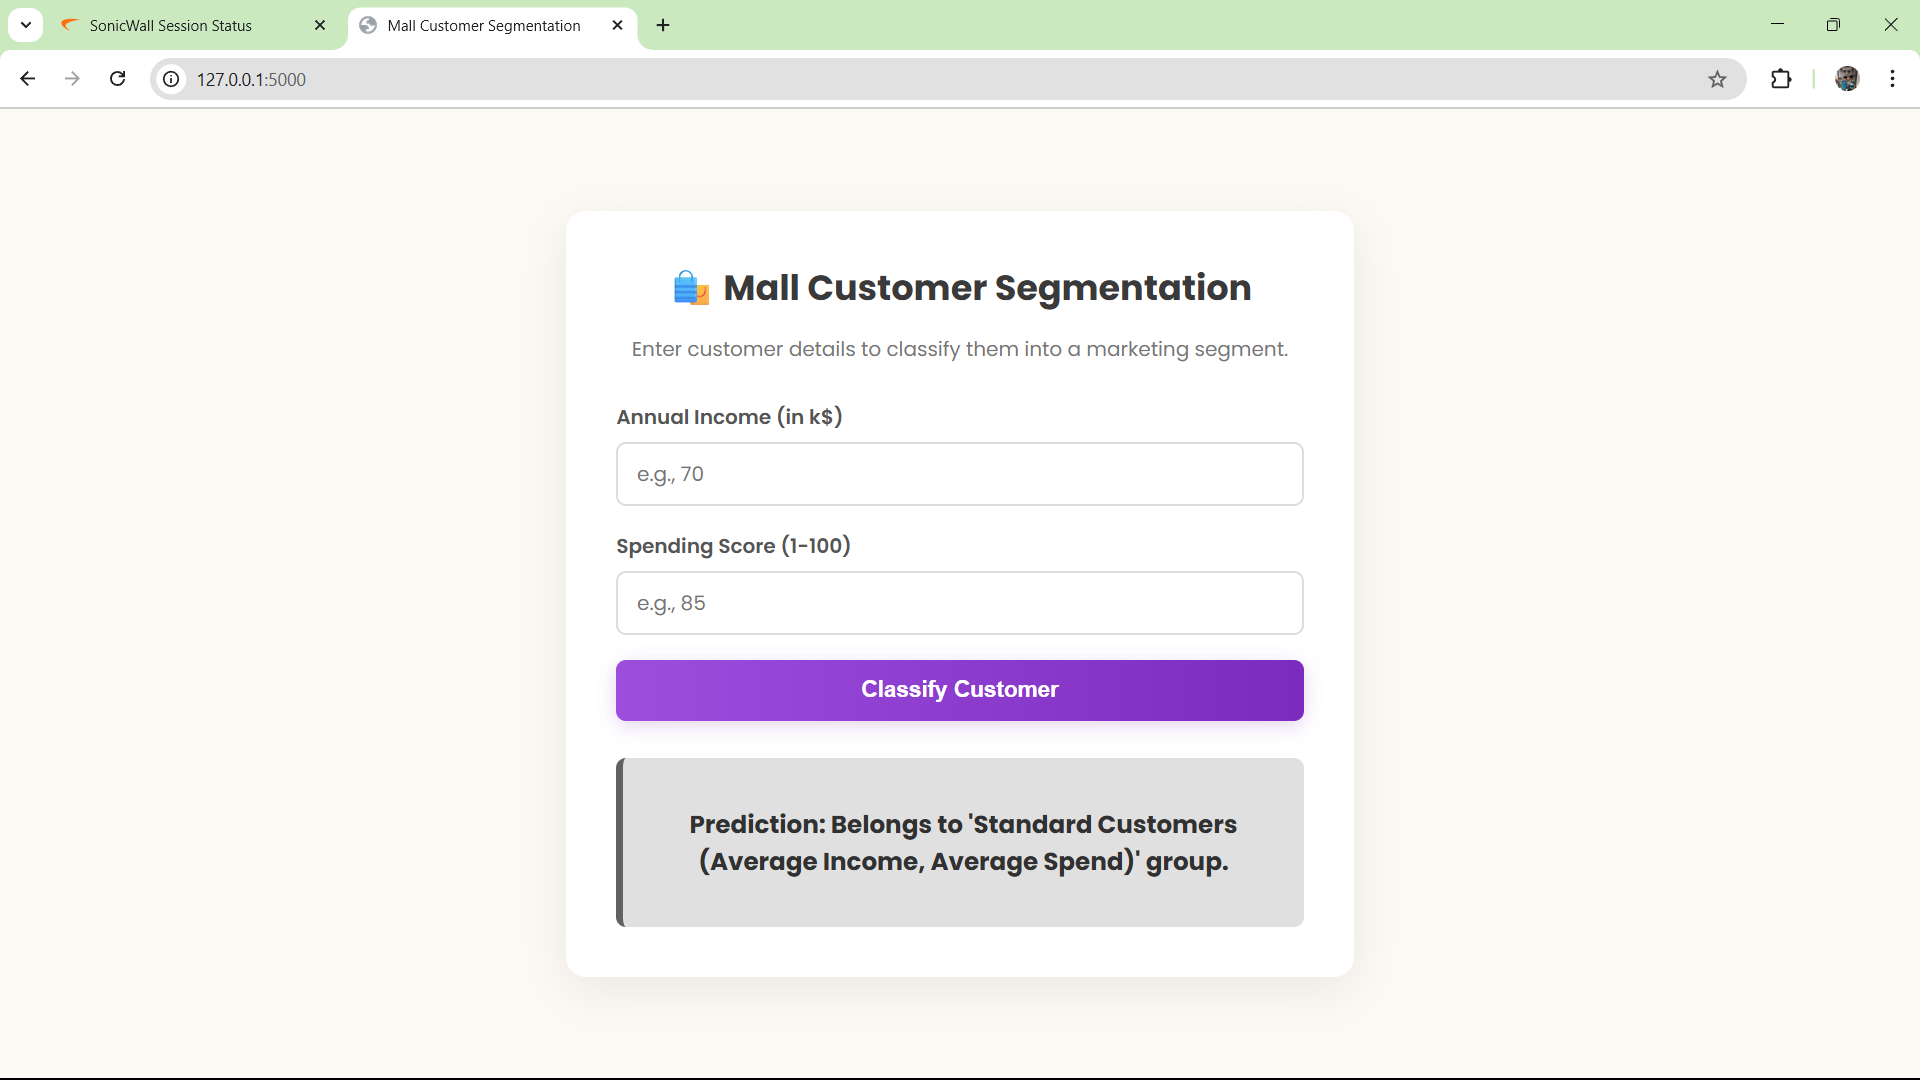 SonicWall Session Status
Mall Customer Segmentation
127.0.0.1:5000
Mall Customer Segmentation
Enter customer details to classify them into a marketing segment.
Annual Income (in k$)
e.g., 70
Spending Score (1-100)
e.g., 85
Classify Customer
Prediction: Belongs to 'Standard Customers
(Average Income, Average Spend)' group.